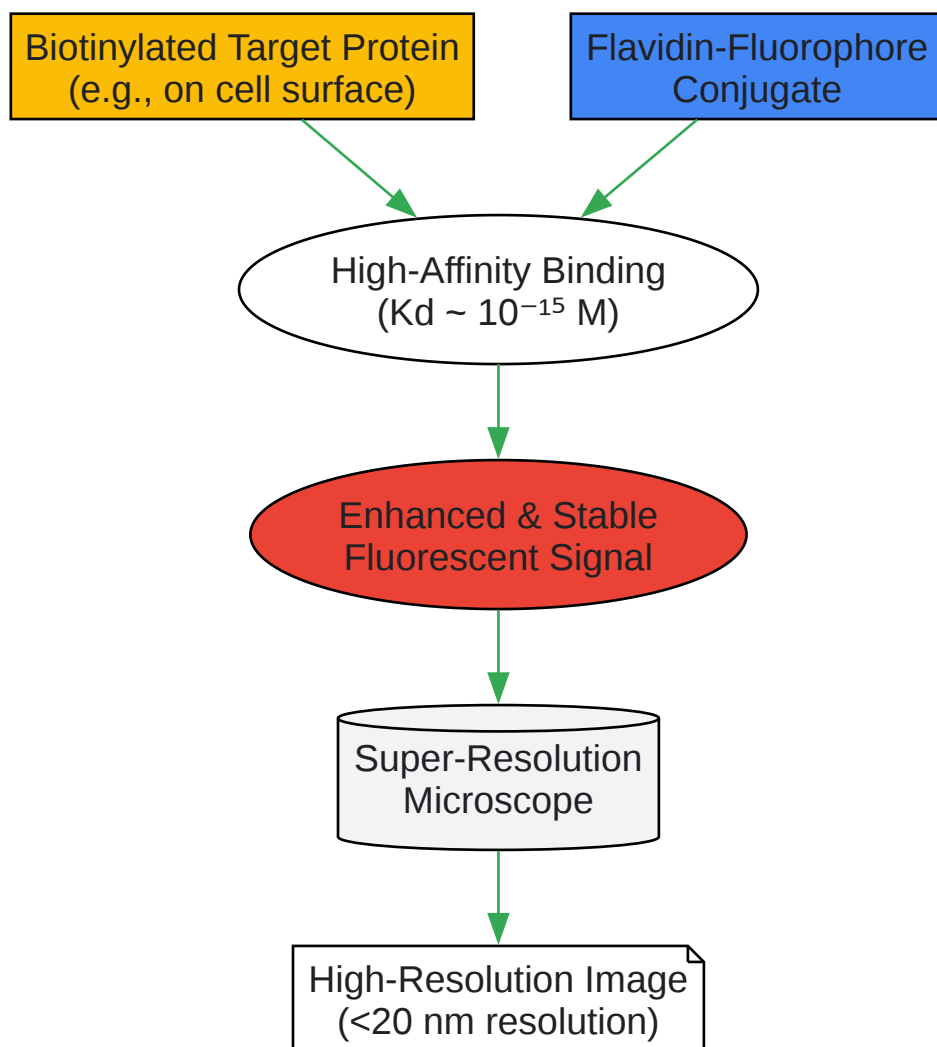 Biotinylated Target Protein
(e.g., on cell surface)
Flavidin-Fluorophore
Conjugate
High-Affinity Binding
(Kd ~ 10⁻¹⁵ M)
Enhanced & Stable
Fluorescent Signal
Super-Resolution
Microscope
High-Resolution Image
(<20 nm resolution)